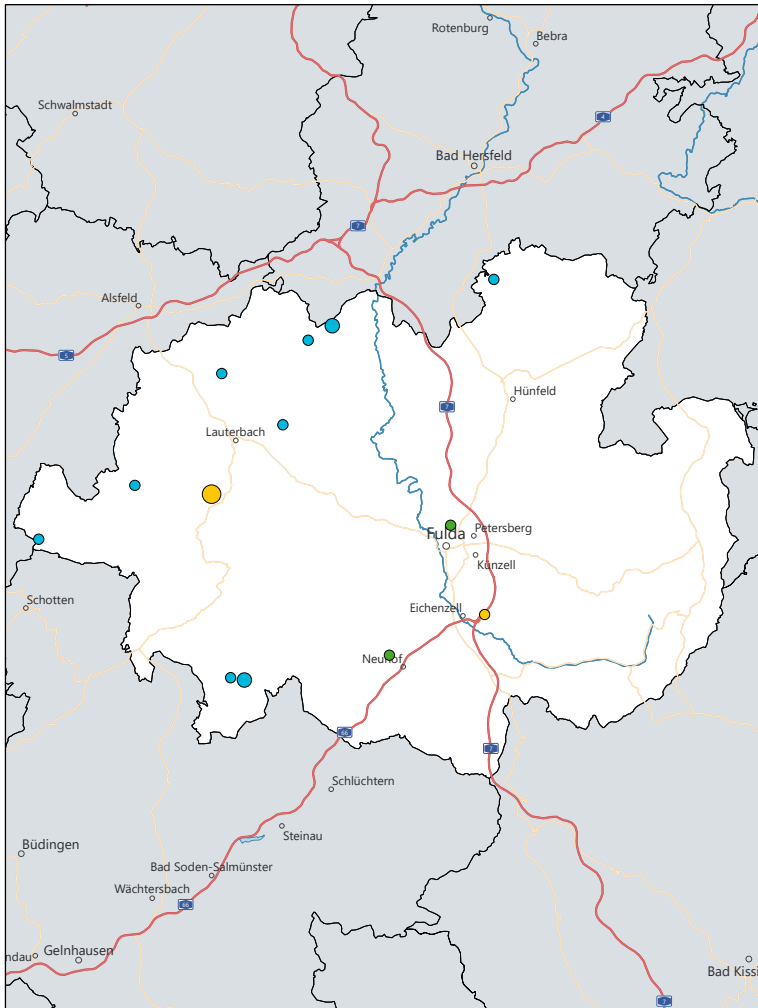 Rotenburg
Bebra
Schwalmstadt
4
Bad Hersfeld
7
Alsfeld
5
Hünfeld
7
Lauterbach
Petersberg
Fulda
Künzell
Schotten
Eichenzell
Neuhof
66
7
Schlüchtern
Steinau
Büdingen
Bad Soden-Salmünster
Wächtersbach
66
Gelnhausen
ndau
Bad Kissi
7